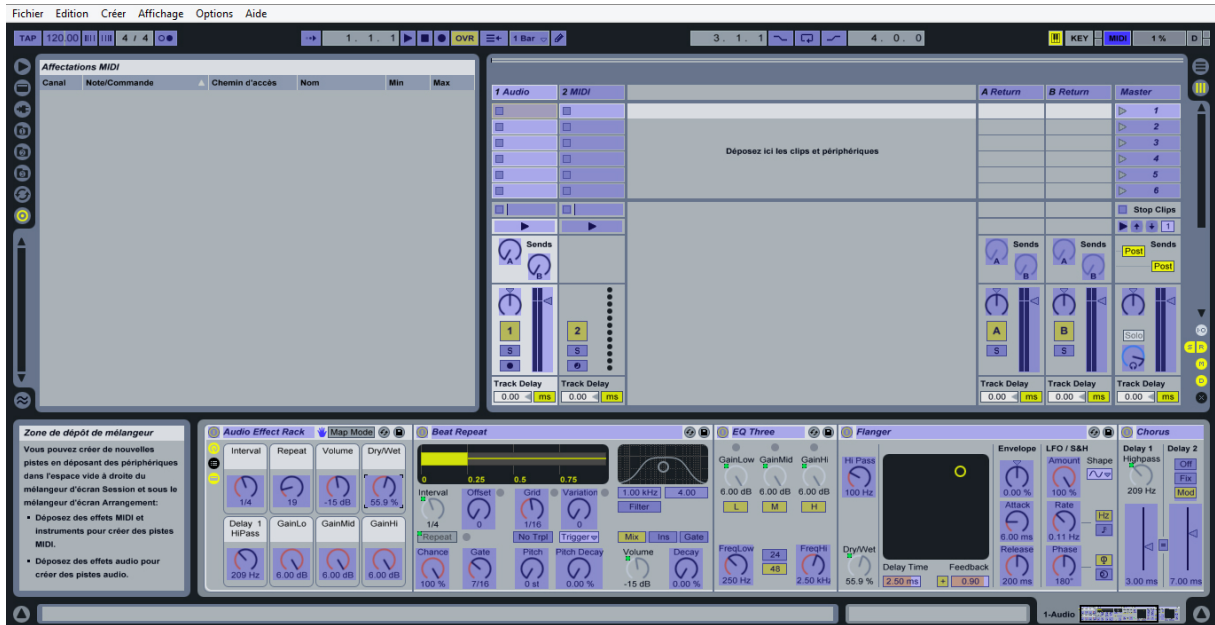 Fichier Edition Créer Affichage Options Aide
TAP 120.00 4 / 4 1. 1. 1 OVR 1 Bar 3. 1. 1 4. 0. 0 KEY MIDI 1 % D
Affectations MIDI
Canal Note/Commande Chemin d'accès Nom Min Max
1 Audio 2 MIDI A Return B Return Master
1
2
Déposez ici les clips et périphériques 3
4
5
6
Stop Clips
1
Sends Sends Sends Sends
A B A B Post
Post
1 2 A B Solo
S S S S
Track Delay Track Delay Track Delay Track Delay Track Delay
0.00 ms 0.00 ms 0.00 ms 0.00 ms 0.00 ms
I·O
S R
M
D
X
Zone de dépôt de mélangeur
Vous pouvez créer de nouvelles
pistes en déposant des périphériques
dans l'espace vide à droite du
mélangeur d'écran Session et sous le
mélangeur d'écran Arrangement:
▪ Déposez des effets MIDI et
instruments pour créer des pistes
MIDI.
▪ Déposez des effets audio pour
créer des pistes audio.
Audio Effect Rack Map Mode
Interval Repeat Volume Dry/Wet
1/4 19 -15 dB 55.9 %
Delay 1 HiPass GainLo GainMid GainHi
209 Hz 6.00 dB 6.00 dB 6.00 dB
Beat Repeat
0 0.25 0.5 0.75
Interval Offset Grid Variation 1.00 kHz 4.00
1/4 0 1/16 0 Filter
Repeat No Trpl Trigger Mix Ins Gate
Chance Gate Pitch Pitch Decay Volume Decay
100 % 7/16 0 st 0.00 % -15 dB 0.00 %
EQ Three
GainLow GainMid GainHi
6.00 dB 6.00 dB 6.00 dB
L M H
FreqLow 24 FreqHi
48
250 Hz 2.50 kHz
Flanger
Hi Pass
100 Hz
Dry/Wet
55.9 %
Delay Time Feedback
2.50 ms + 0.90
Envelope LFO / S&H
Amount Shape
0.00 % 100 %
Attack Rate Hz
6.00 ms 0.11 Hz
Release Phase
200 ms 180°
Chorus
Delay 1 Delay 2
Highpass Off
Fix
209 Hz Mod
3.00 ms 7.00 ms
1-Audio